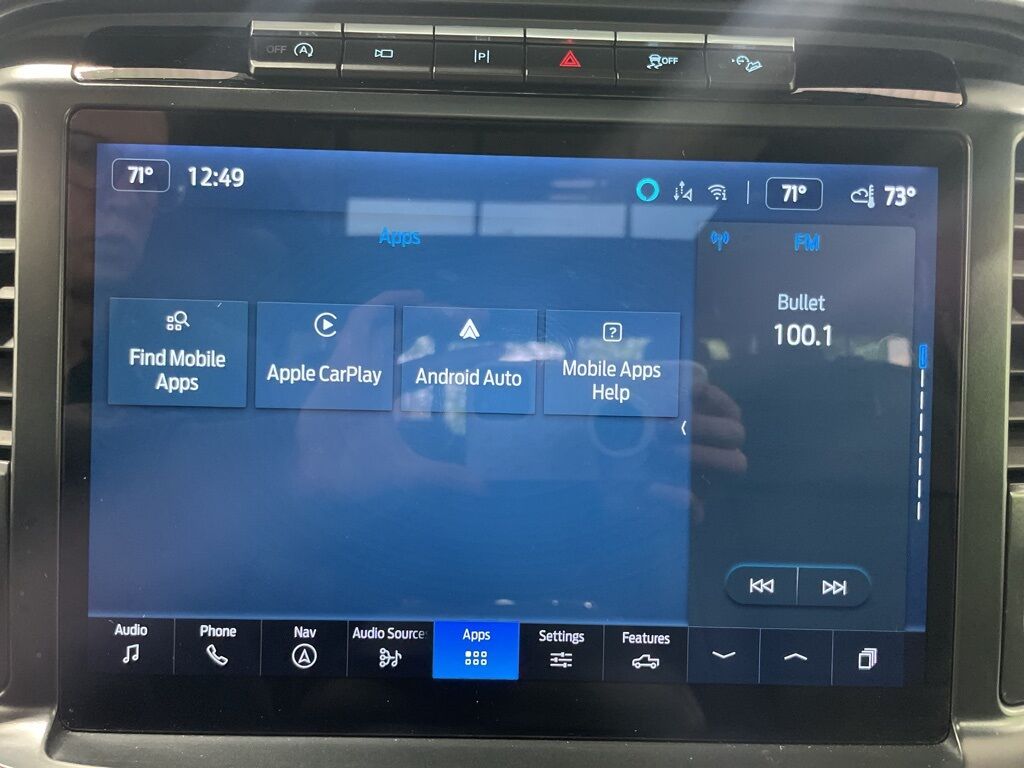 OFF A
P
OFF
71°
12:49
71°
73°
Apps
FM
Find Mobile
Apps
Apple CarPlay
Android Auto
Mobile Apps
Help
?
Bullet
100.1
Audio
Phone
Nav
Audio Source
Apps
Settings
Features